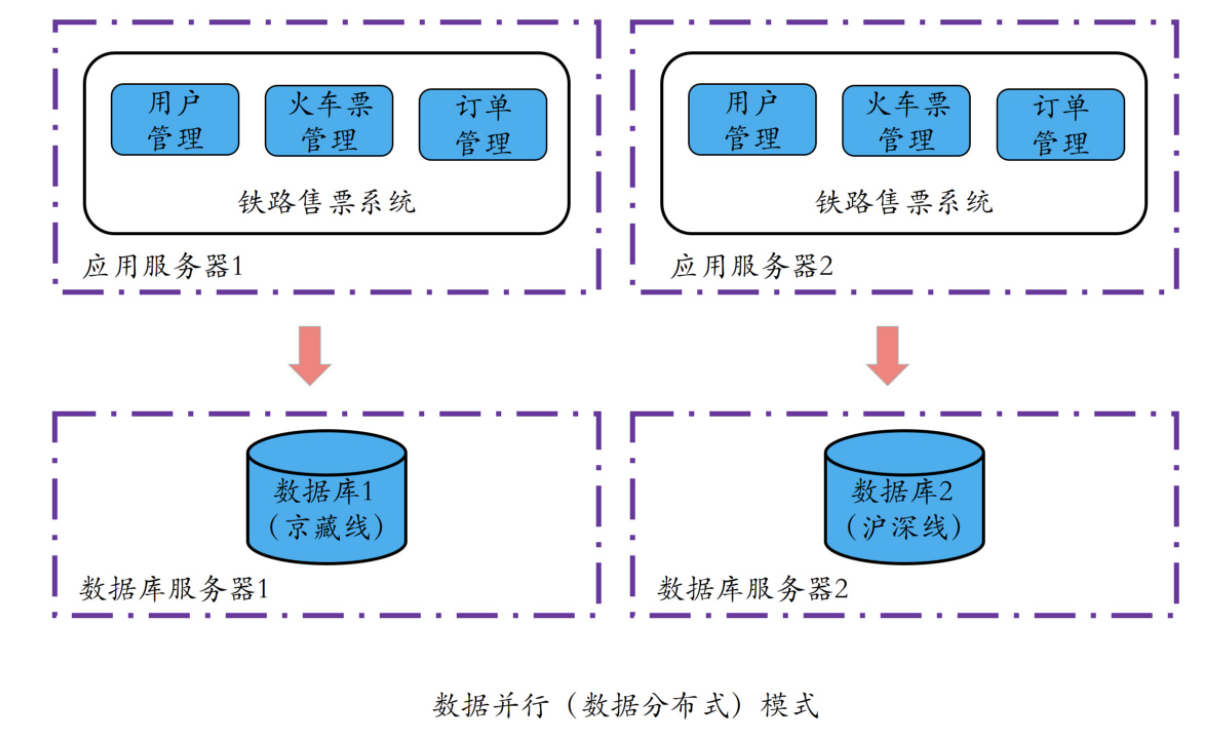 用户
管理
火车票
管理
订单
管理
铁路售票系统
应用服务器1
用户
管理
火车票
管理
订单
管理
铁路售票系统
应用服务器2
数据库1
（京藏线）
数据库服务器1
数据库2
（沪深线）
数据库服务器2
数据并行（数据分布式）模式